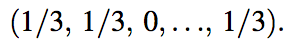 (1/3, 1/3, 0,…, 1/3).